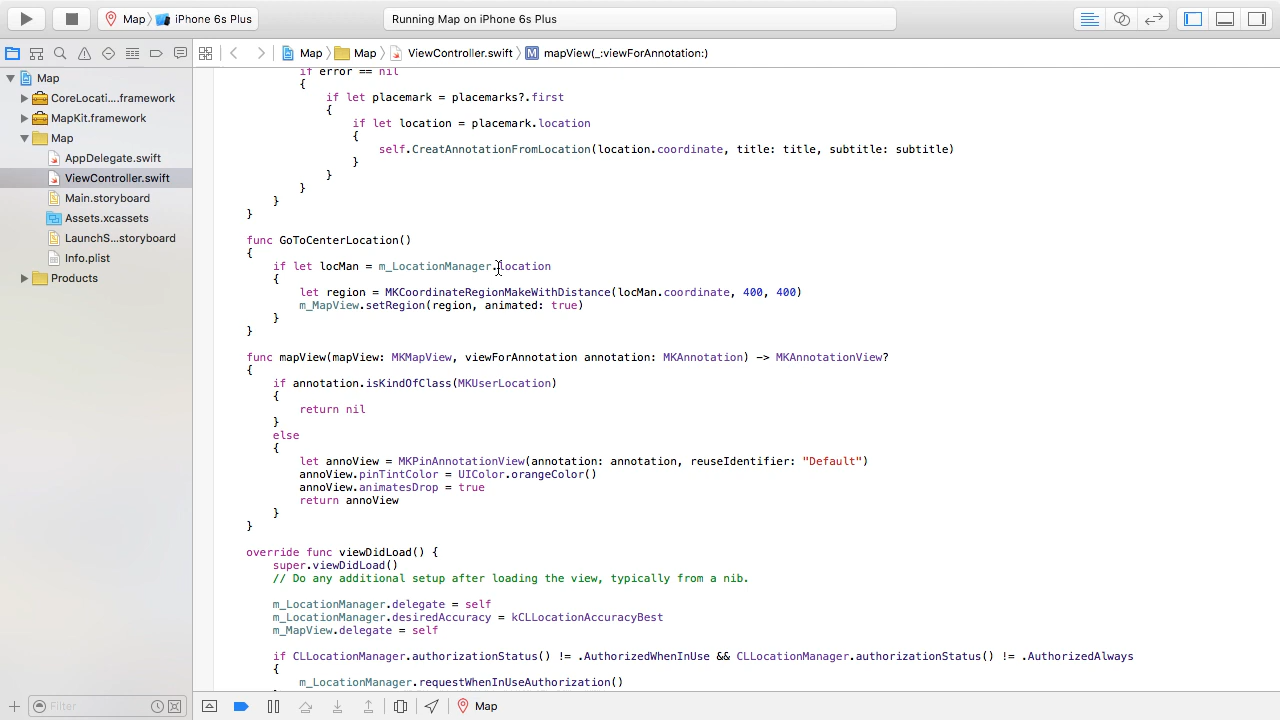 Map
iPhone 6s Plus
Running Map on iPhone 6s Plus
Map
Map
ViewController.swift
M
mapView(_:viewForAnnotation:)
Map
CoreLocati....framework
MapKit.framework
Map
AppDelegate.swift
ViewController.swift
Main.storyboard
Assets.xcassets
LaunchS...storyboard
Info.plist
Products
if error == nil
{
if let placemark = placemarks?.first
{
if let location = placemark.location
{
self.CreatAnnotationFromLocation(location.coordinate, title: title, subtitle: subtitle)
}
}
}
}
}
func GoToCenterLocation()
{
if let locMan = m_LocationManager.location
{
let region = MKCoordinateRegionMakeWithDistance(locMan.coordinate, 400, 400)
m_MapView.setRegion(region, animated: true)
}
}
func mapView(mapView: MKMapView, viewForAnnotation annotation: MKAnnotation) -> MKAnnotationView?
{
if annotation.isKindOfClass(MKUserLocation)
{
return nil
}
else
{
let annoView = MKPinAnnotationView(annotation: annotation, reuseIdentifier: "Default")
annoView.pinTintColor = UIColor.orangeColor()
annoView.animatesDrop = true
return annoView
}
}
override func viewDidLoad() {
super.viewDidLoad()
// Do any additional setup after loading the view, typically from a nib.
m_LocationManager.delegate = self
m_LocationManager.desiredAccuracy = kCLLocationAccuracyBest
m_MapView.delegate = self
if CLLocationManager.authorizationStatus() != .AuthorizedWhenInUse && CLLocationManager.authorizationStatus() != .AuthorizedAlways
{
m_LocationManager.requestWhenInUseAuthorization()
Filter
Map